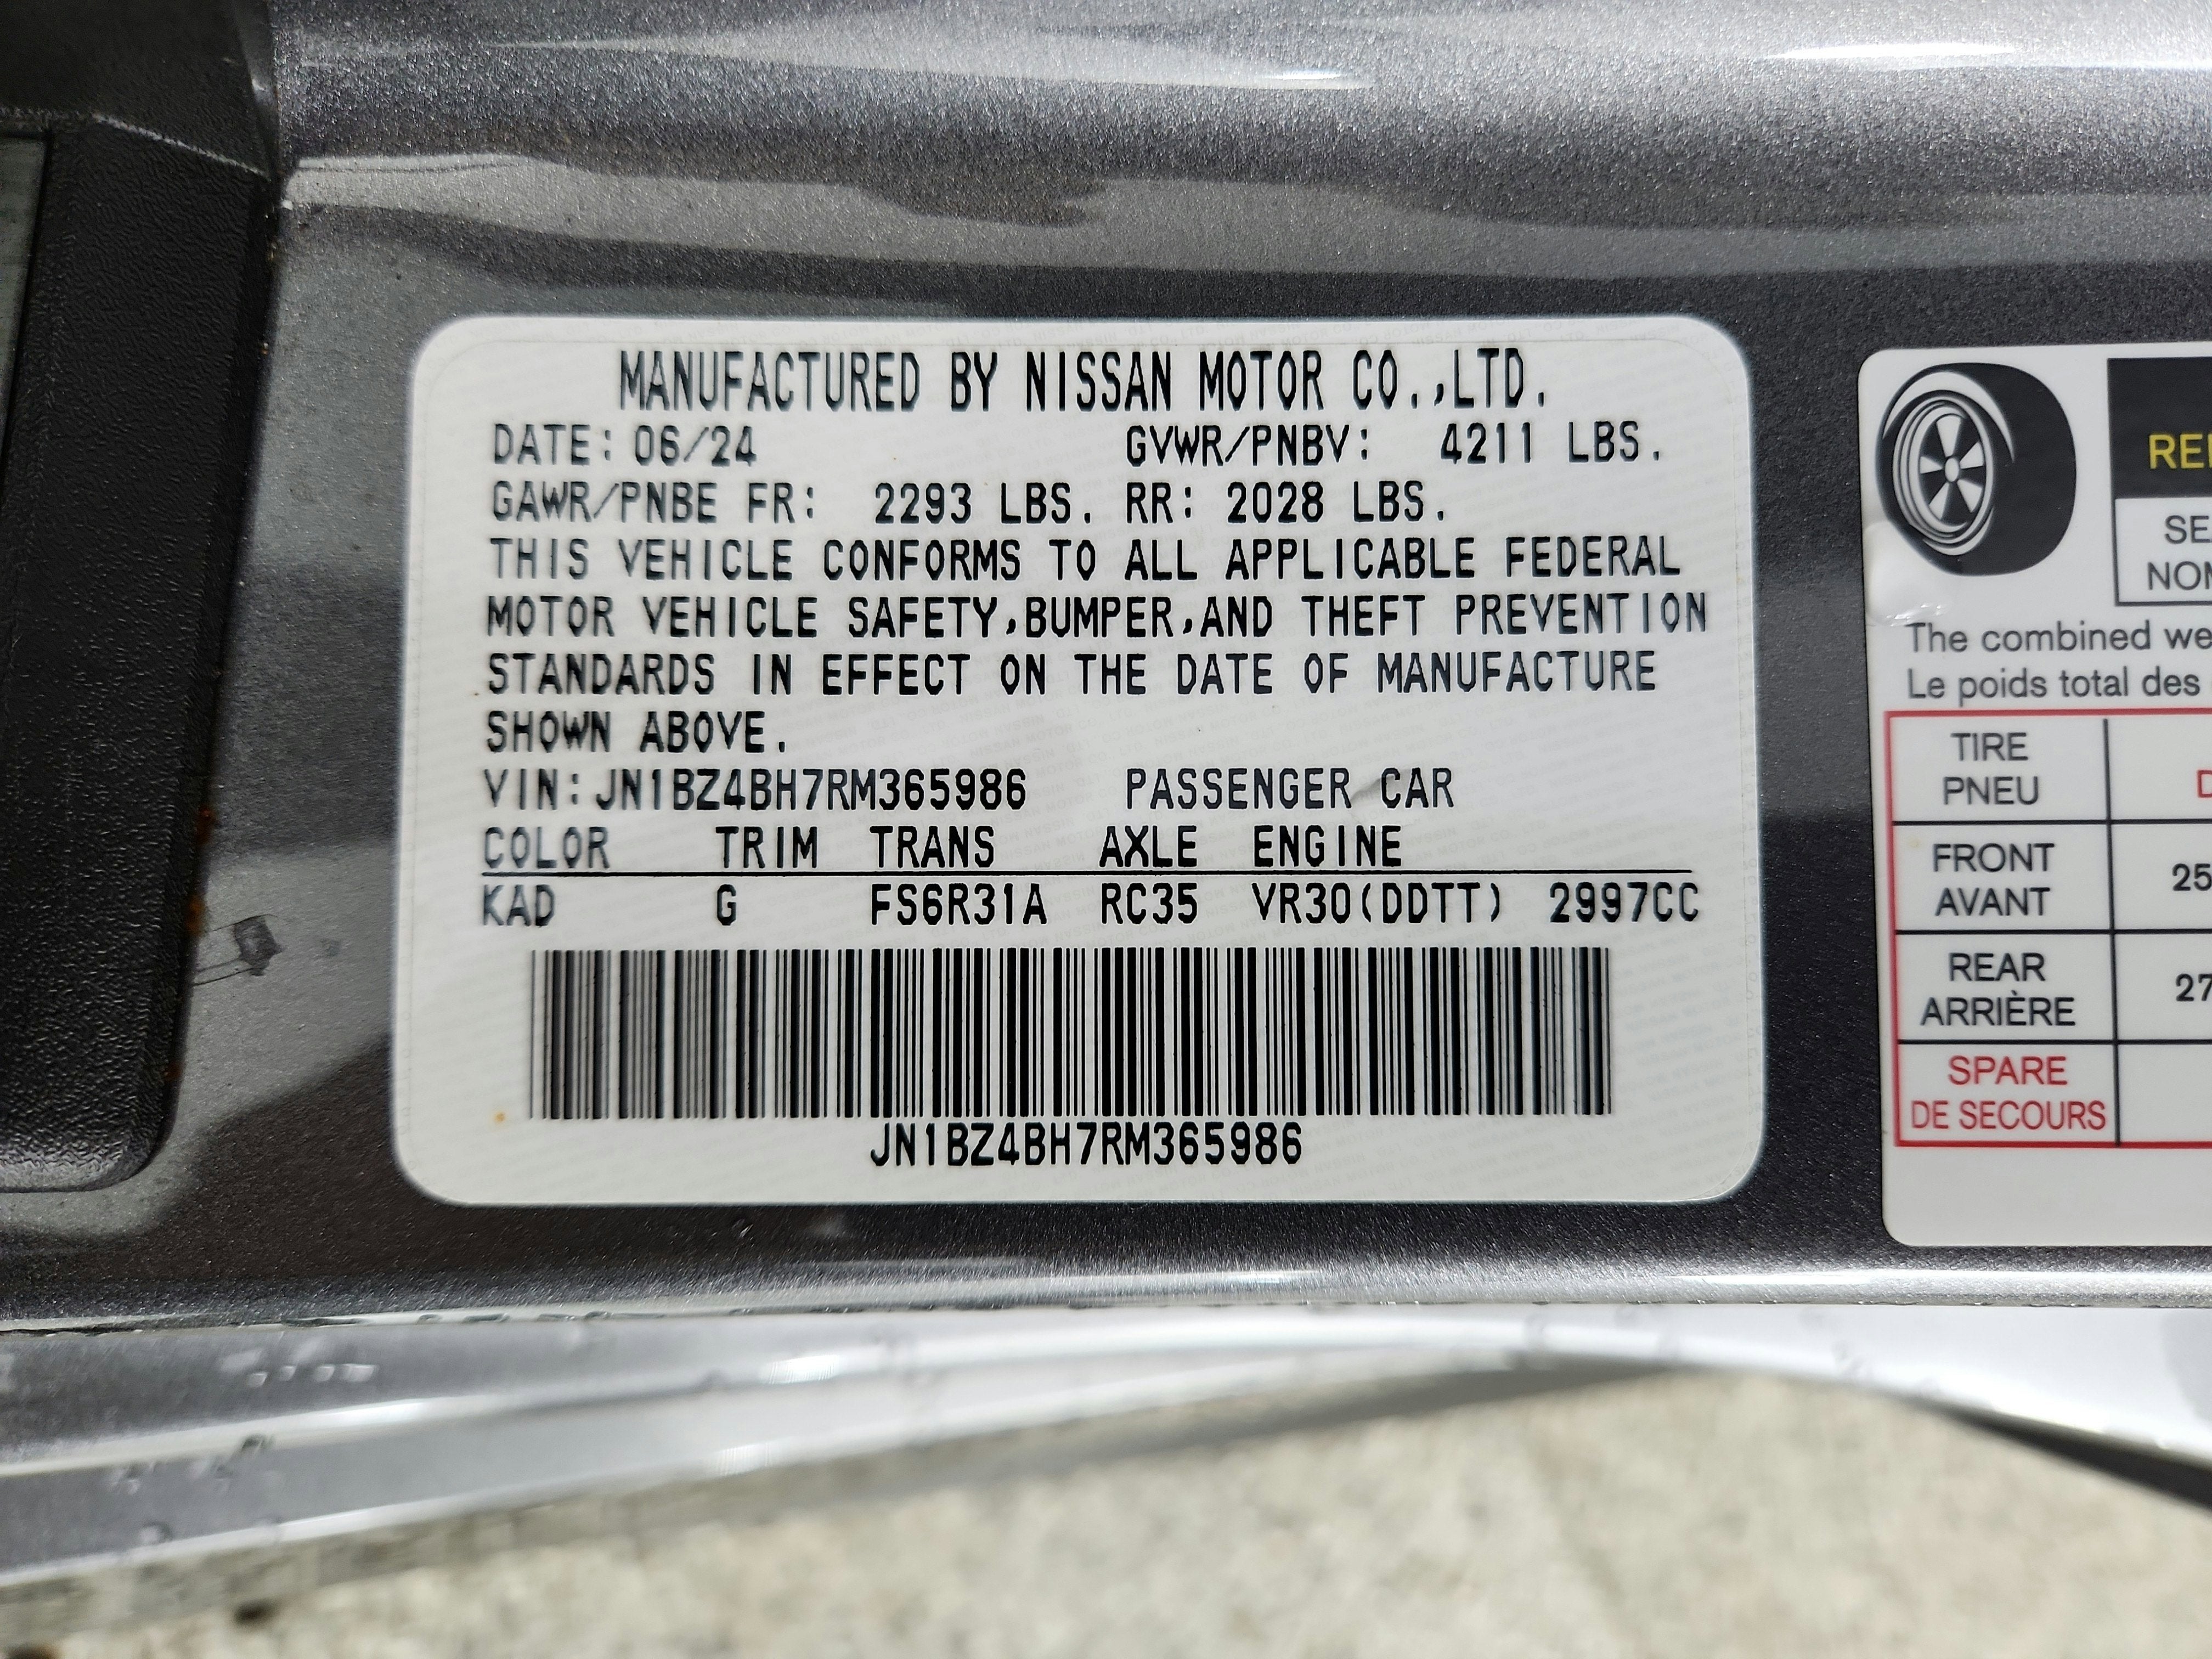 MANUFACTURED BY NISSAN MOTOR CO.,LTD.
DATE: 06/24 GVWR/PNBV: 4211 LBS.
GAWR/PNBE FR: 2293 LBS. RR: 2028 LBS.
THIS VEHICLE CONFORMS TO ALL APPLICABLE FEDERAL
MOTOR VEHICLE SAFETY,BUMPER,AND THEFT PREVENTION
STANDARDS IN EFFECT ON THE DATE OF MANUFACTURE
SHOWN ABOVE.
VIN:JN1BZ4BH7RM365986 PASSENGER CAR
COLOR TRIM TRANS AXLE ENGINE
KAD G FS6R31A RC35 VR30(DDTT) 2997CC
JN1BZ4BH7RM365986
The combined
Le poids total des
TIRE
PNEU
FRONT
AVANT
REAR
ARRIÈRE
SPARE
DE SECOURS